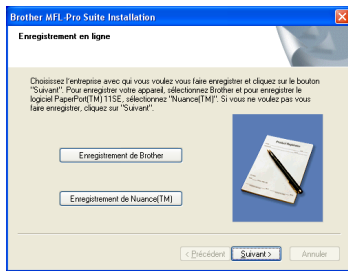 Brother MFL-Pro Suite Installation
Enregistrement en ligne
Choisissez l'entreprise avec qui vous voulez vous faire enregistrer et cliquez sur le bouton
"Suivant". Pour enregistrer votre appareil, sélectionnez Brother et pour enregistrer le
logiciel PaperPort(TM) 11SE, sélectionnez "Nuance(TM)". Si vous ne voulez pas vous
faire enregistrer, cliquez sur "Suivant".
Product Registration
Enregistrement de Brother
Enregistrement de Nuance(TM)
< Précédent
Suivant >
Annuler